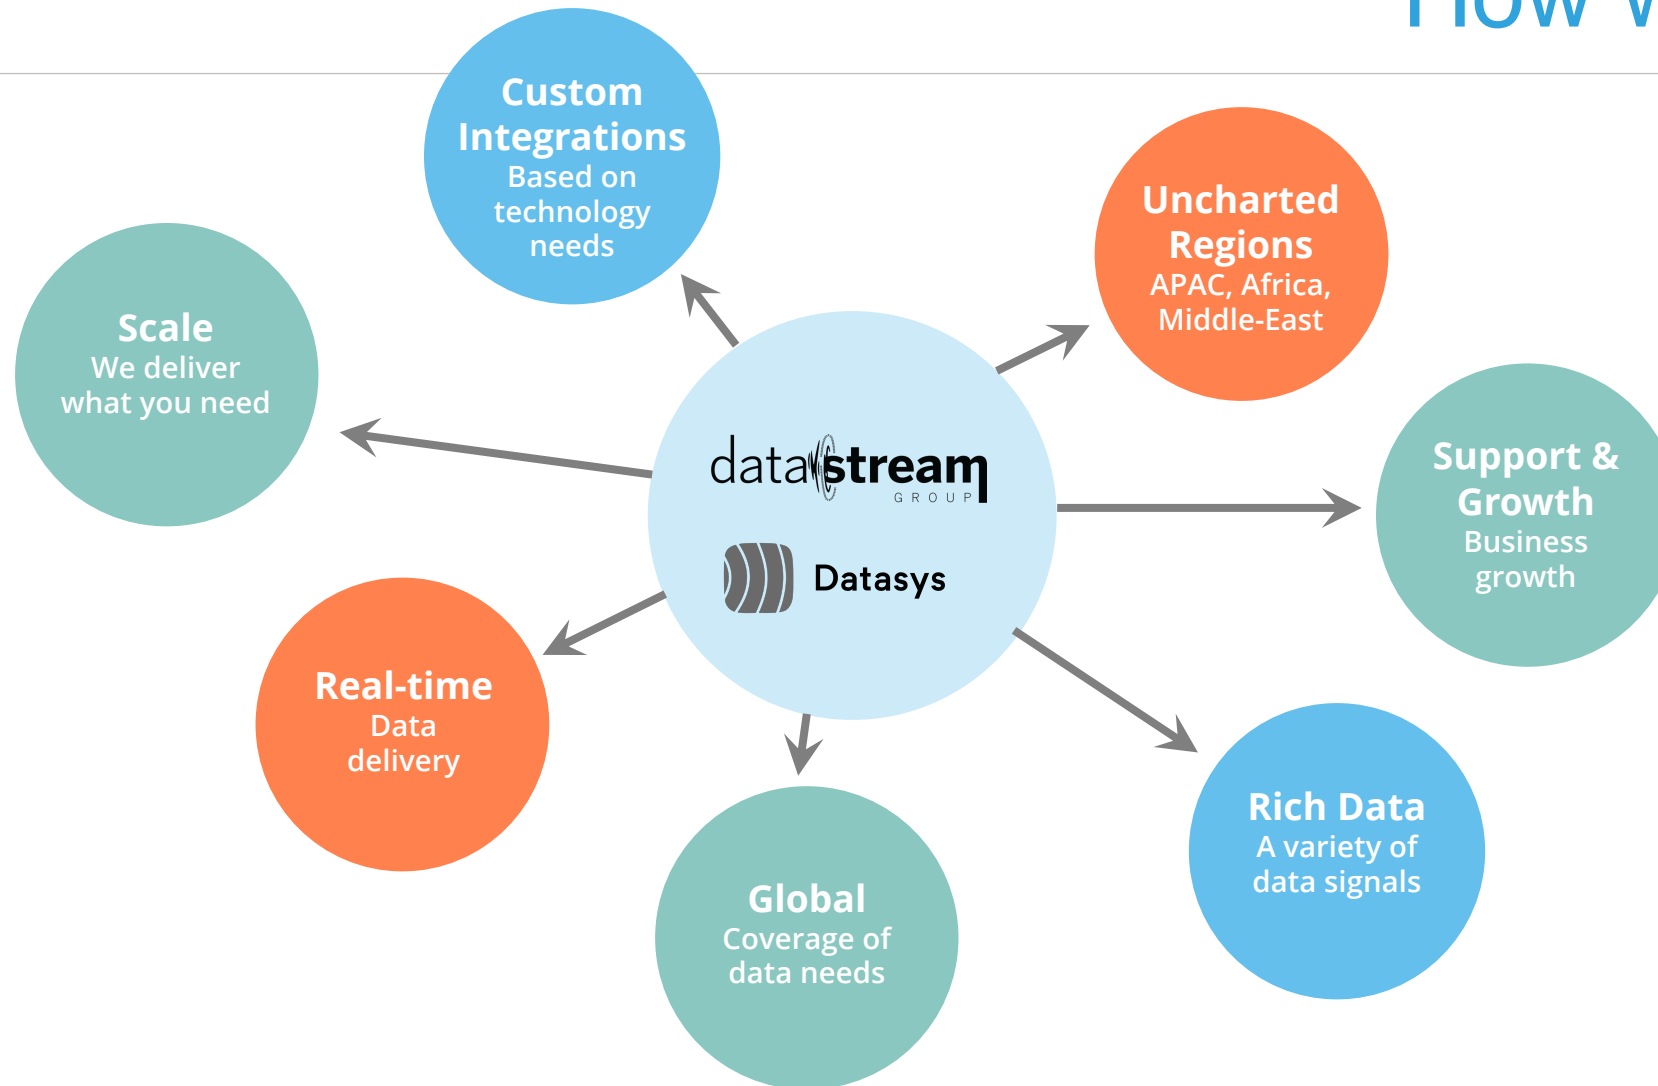 How
Custom
Integrations
Based on
technology
needs
Uncharted
Regions
APAC, Africa,
Middle-East
Scale
We deliver
what you need
Support &
Growth
Business
growth
datastream
GROUP
Datasys
Real-time
Data
delivery
Rich Data
A variety of
data signals
Global
Coverage of
data needs